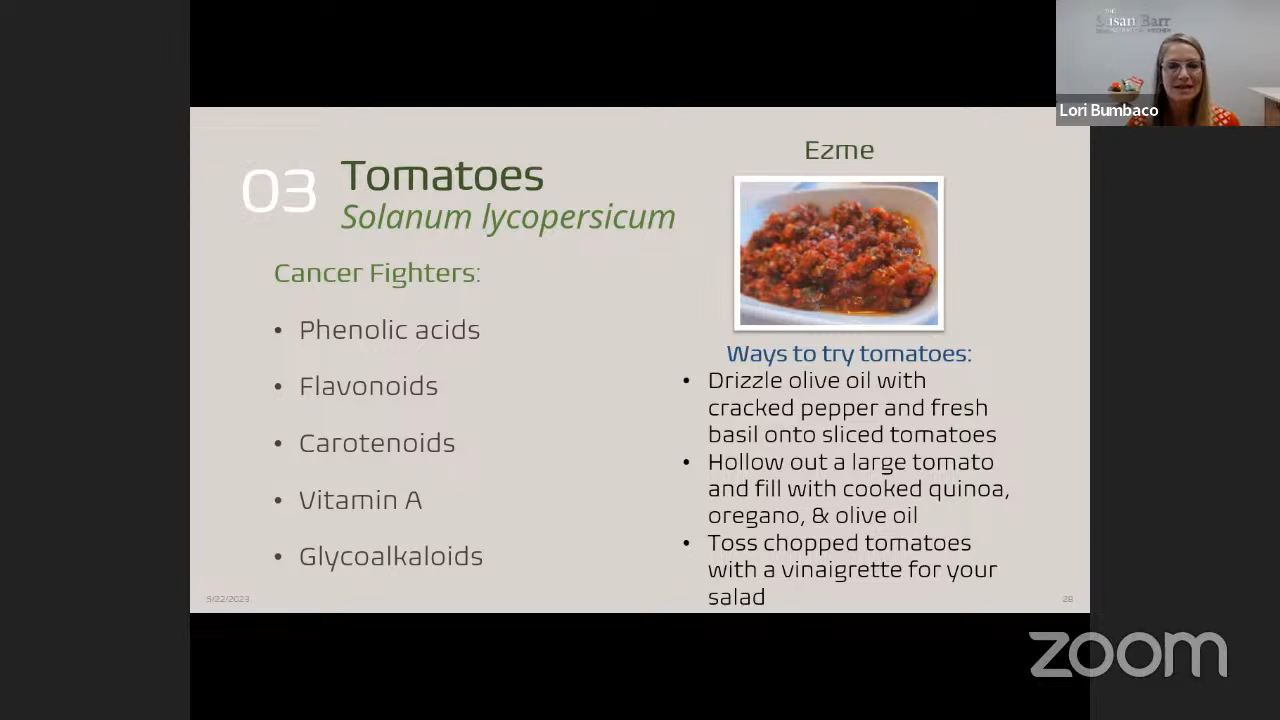 THE
Susan Barr
Lori Bumbaco
03
Tomatoes
Solanum lycopersicum
Cancer Fighters:
• Phenolic acids
• Flavonoids
• Carotenoids
• Vitamin A
• Glycoalkaloids
Ezme
Ways to try tomatoes:
• Drizzle olive oil with
cracked pepper and fresh
basil onto sliced tomatoes
• Hollow out a large tomato
and fill with cooked quinoa,
oregano, & olive oil
• Toss chopped tomatoes
with a vinaigrette for your
salad
5/22/2023
28
zoom